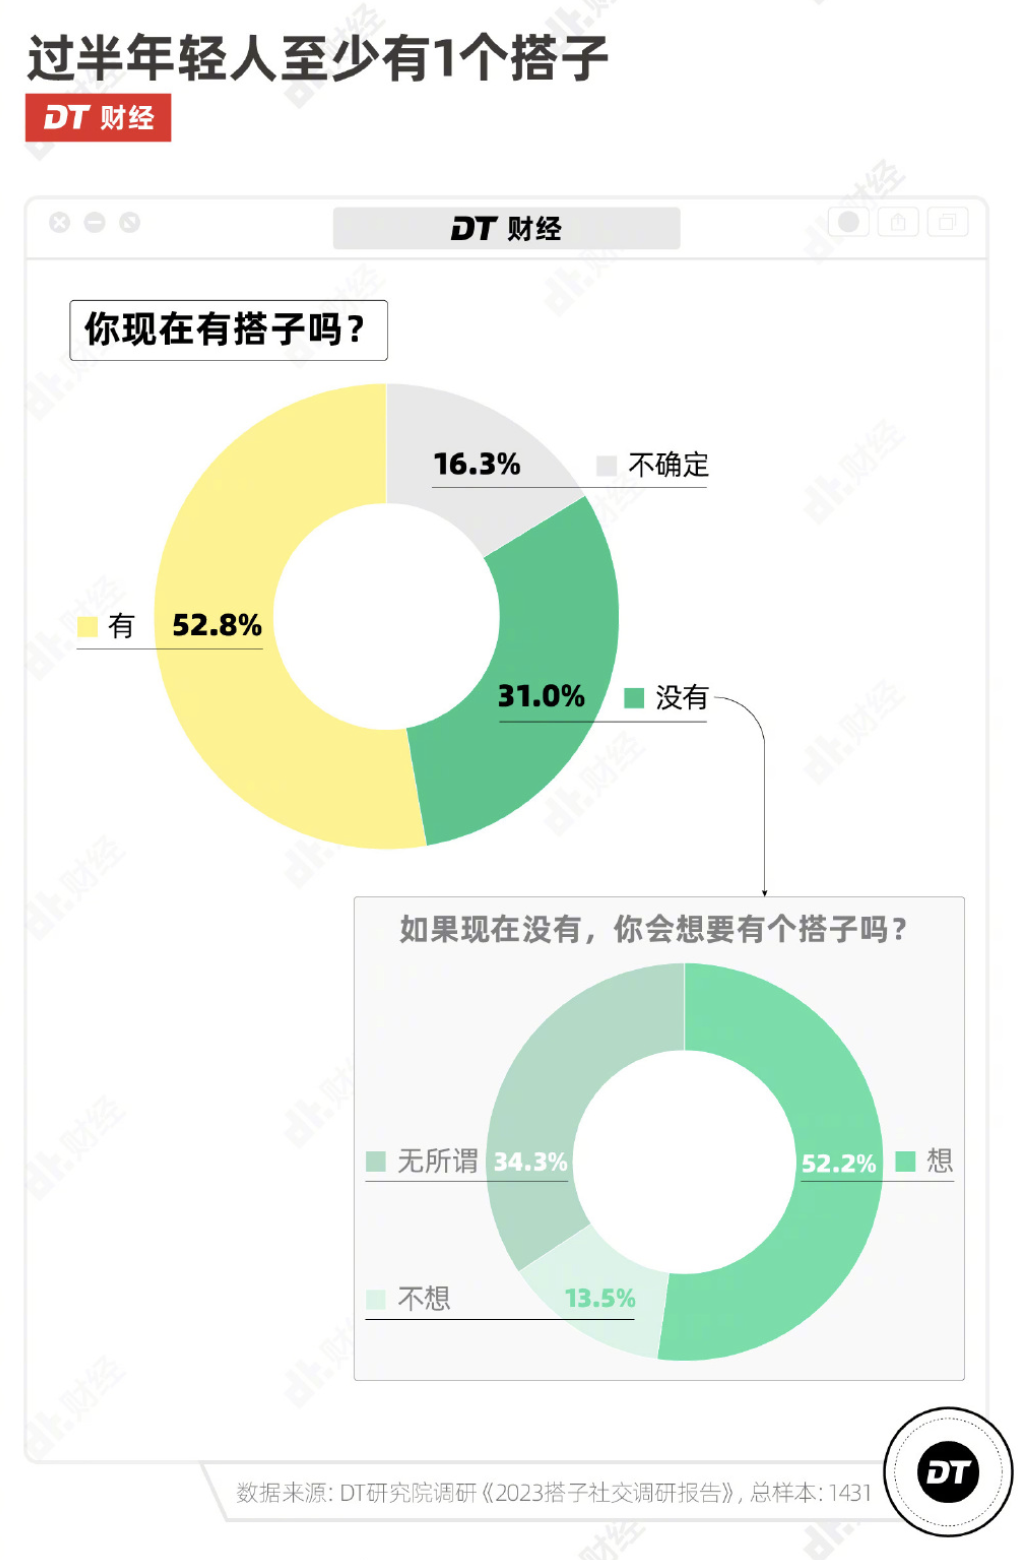 过半年轻人至少有1个搭子
DT 财经
DT 财经
你现在有搭子吗？
16.3% 不确定
有 52.8%
31.0% 没有
如果现在没有，你会想要有个搭子吗？
无所谓 34.3% 52.2% 想
不想 13.5%
数据来源：DT研究院调研《2023搭子社交调研报告》，总样本：1431
DT